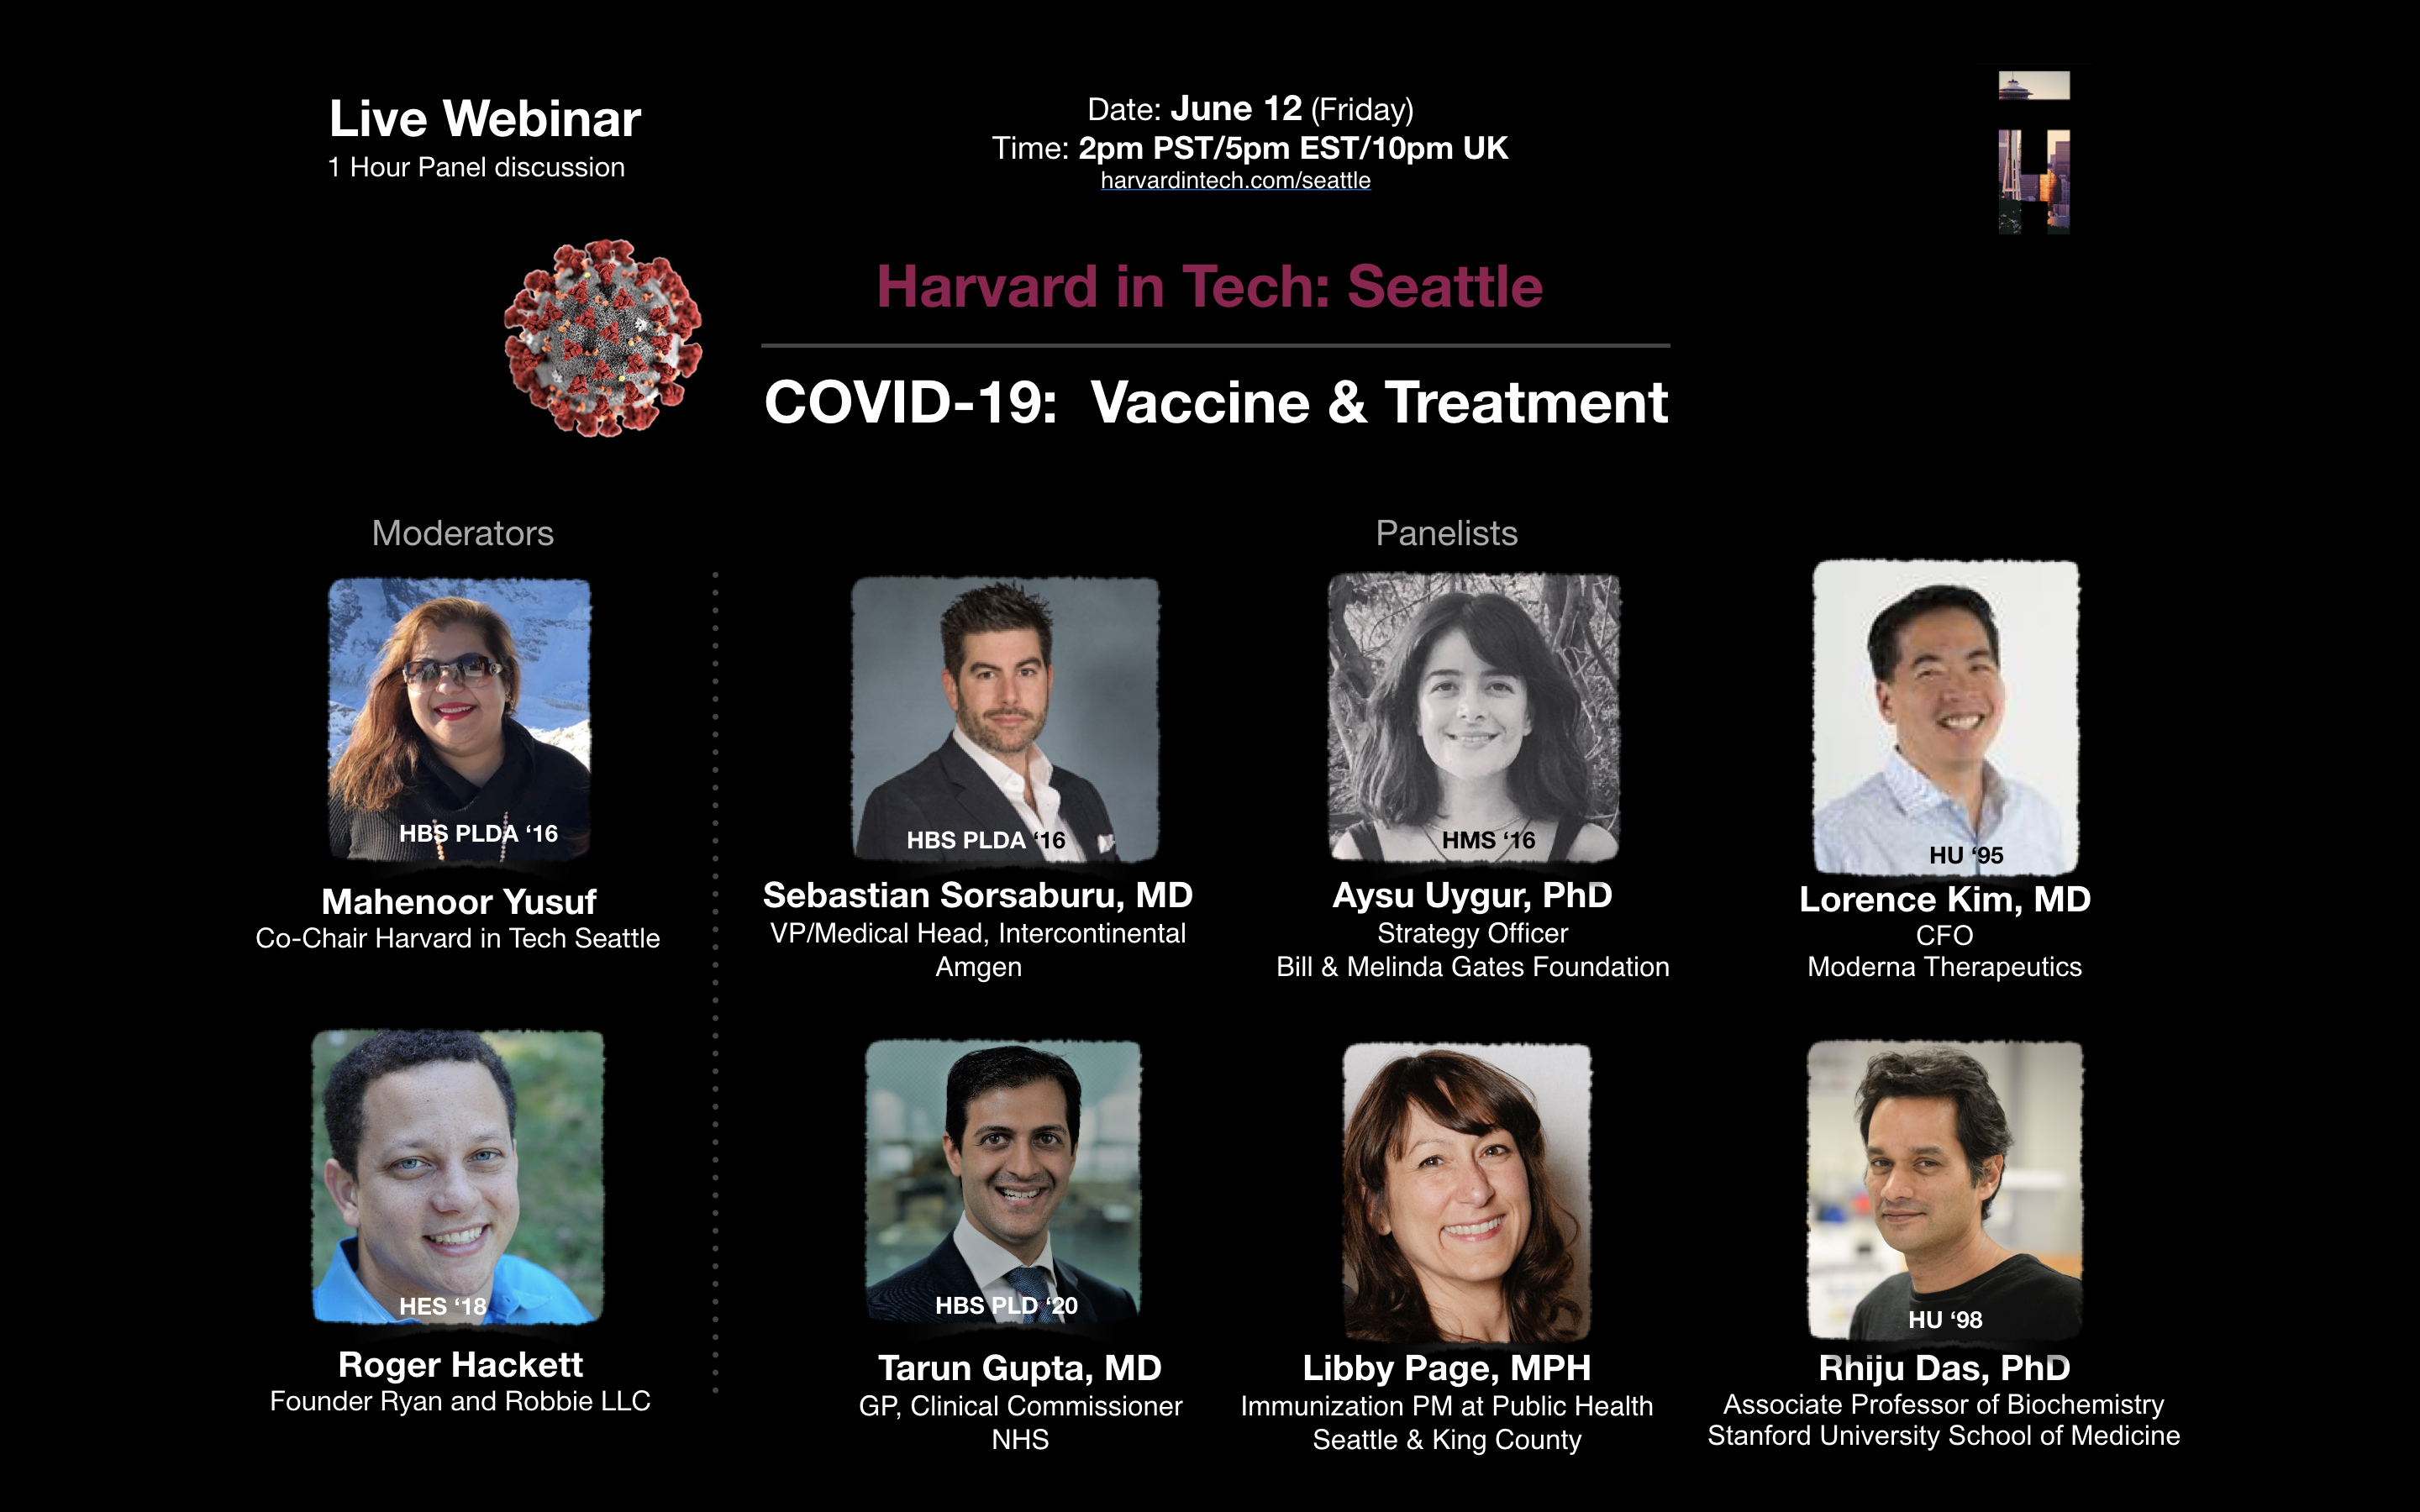 Live Webinar
1 Hour Panel discussion
Date: June 12 (Friday)
Time: 2pm PST/5pm EST/10pm UK
harvardintech.com/seattle
Harvard in Tech: Seattle
COVID-19:  Vaccine & Treatment
Moderators
Panelists
HBS PLDA ‘16
Mahenoor Yusuf
Co-Chair Harvard in Tech Seattle
HBS PLDA ‘16
Sebastian Sorsaburu, MD
VP/Medical Head, Intercontinental
Amgen
HMS ‘16
Aysu Uygur, PhD
Strategy Officer
Bill & Melinda Gates Foundation
HU ‘95
Lorence Kim, MD
CFO
Moderna Therapeutics
HES ‘18
Roger Hackett
Founder Ryan and Robbie LLC
HBS PLD ‘20
Tarun Gupta, MD
GP, Clinical Commissioner
NHS
Libby Page, MPH
Immunization PM at Public Health
Seattle & King County
HU ‘98
Rhiju Das, PhD
Associate Professor of Biochemistry
Stanford University School of Medicine